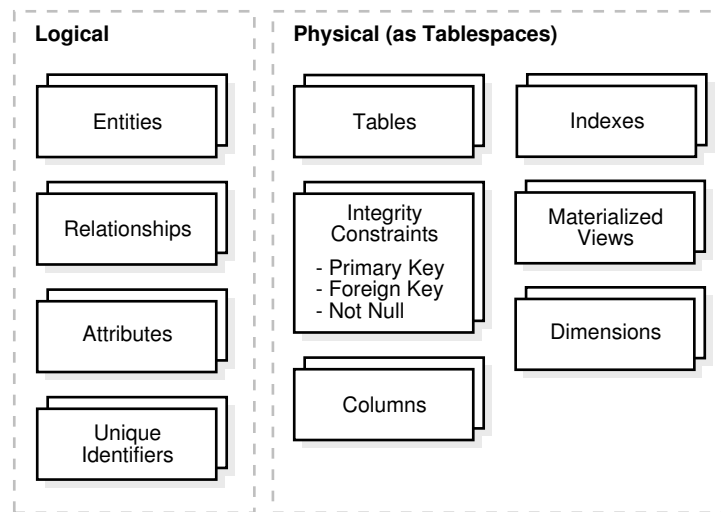 Logical
Entities
Relationships
Attributes
Unique
Identifiers
Physical (as Tablespaces)
Tables
Integrity
Constraints
- Primary Key
- Foreign Key
- Not Null
Columns
Indexes
Materialized
Views
Dimensions